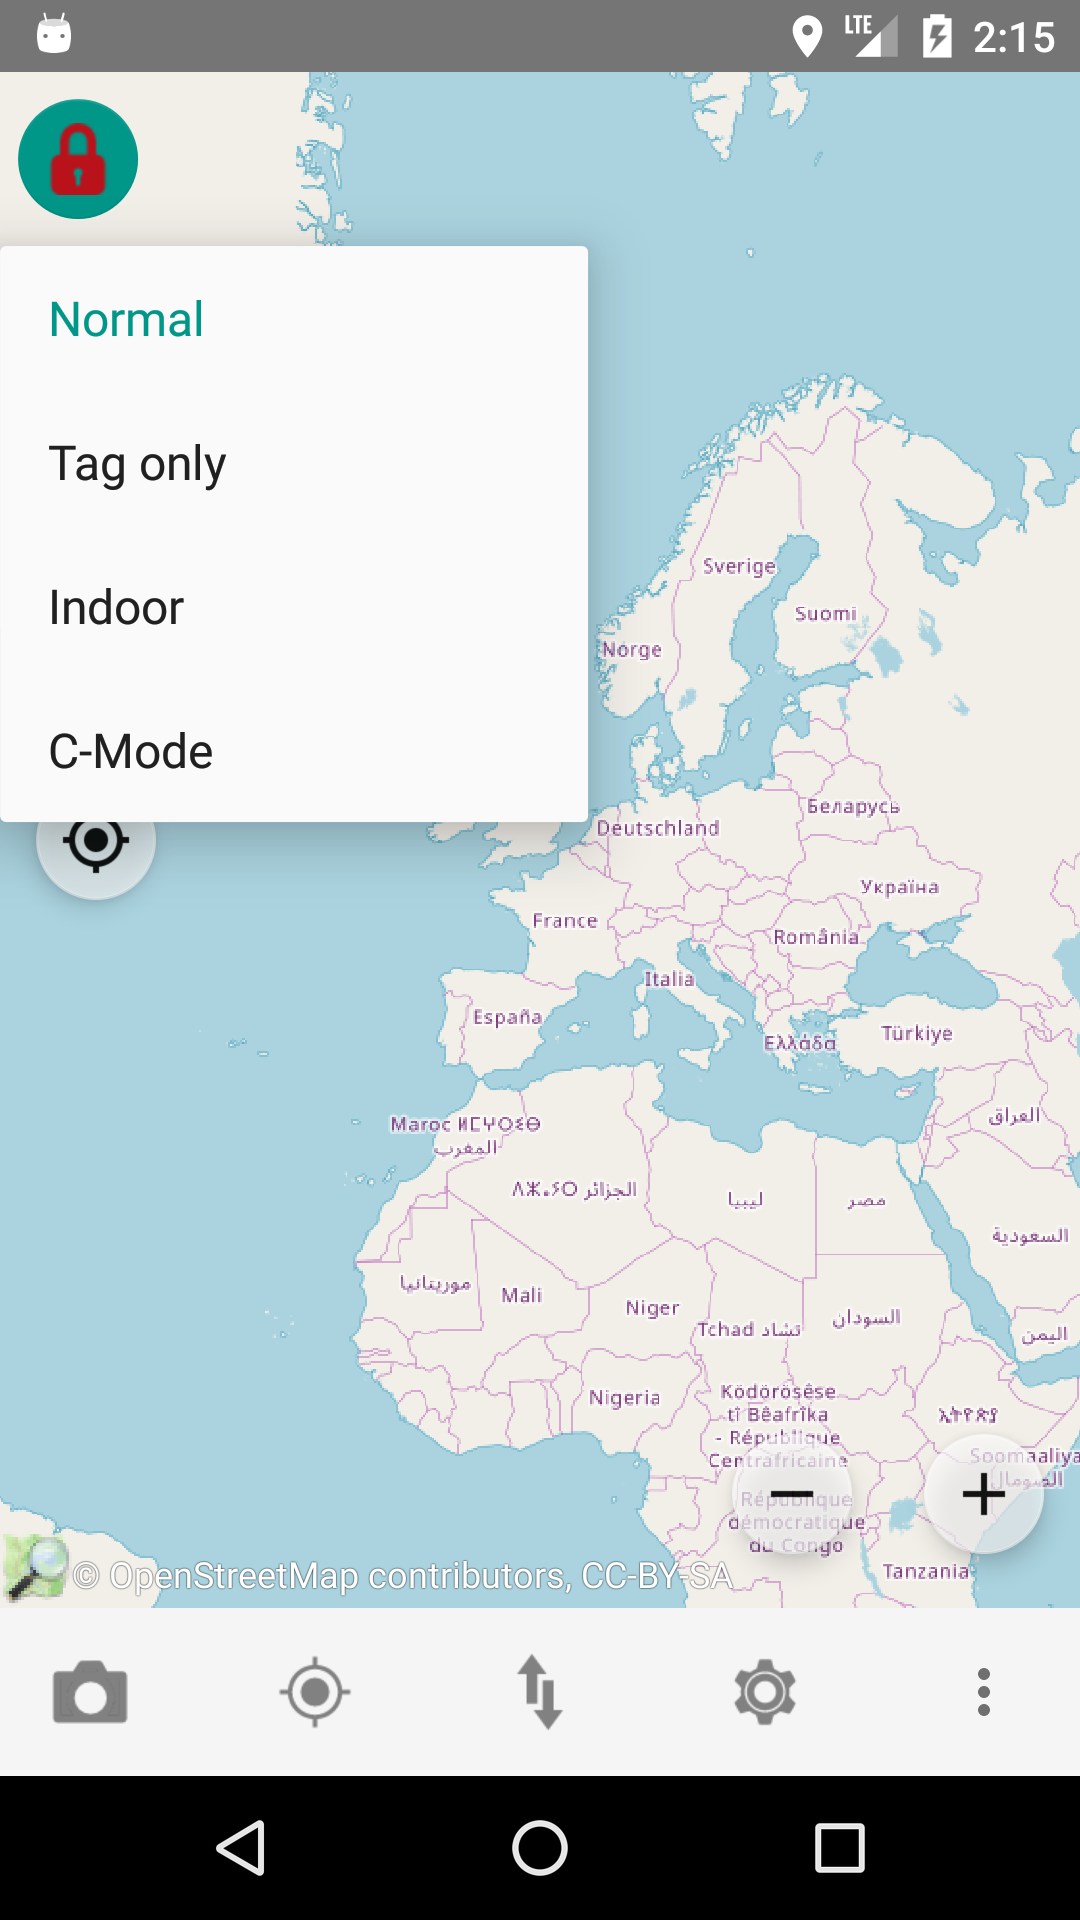 LTE 2:15
Normal
Tag only
Indoor
C-Mode
Sverige
Suomi
Norge
Беларусь
Deutschland
Україна
France
România
Italia
España
Türkiye
Ελλάδα
العراق
Maroc ⵍⵎⵖⵔⵉⴱ
المغرب
ⴷⵣⴰⵢⵔ الجزائر
ليبيا
مصر
السعودية
موريتانيا
Mali
Niger
السودان
Tchad تشاد
اليمن
Nigeria
Ködörösêse
tî Bêafrîka
- République
Centrafricaine
ኢትዮጵያ
Soomaaliya
الصومال
République
démocratique
du Congo
Tanzania
© OpenStreetMap contributors, CC-BY-SA